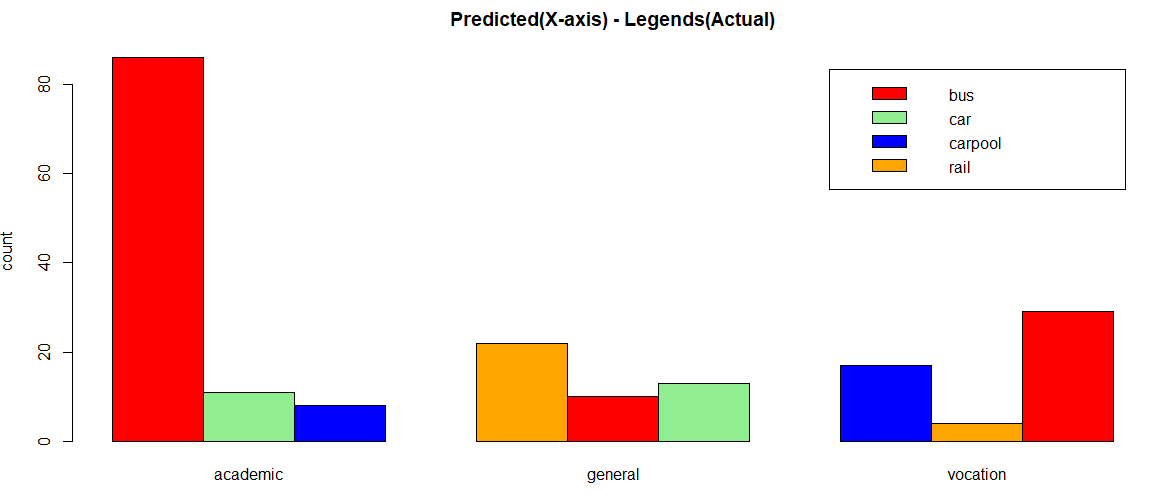 Predicted(X-axis) - Legends(Actual)
bus
car
carpool
rail
count
80
60
40
20
0
academic general vocation